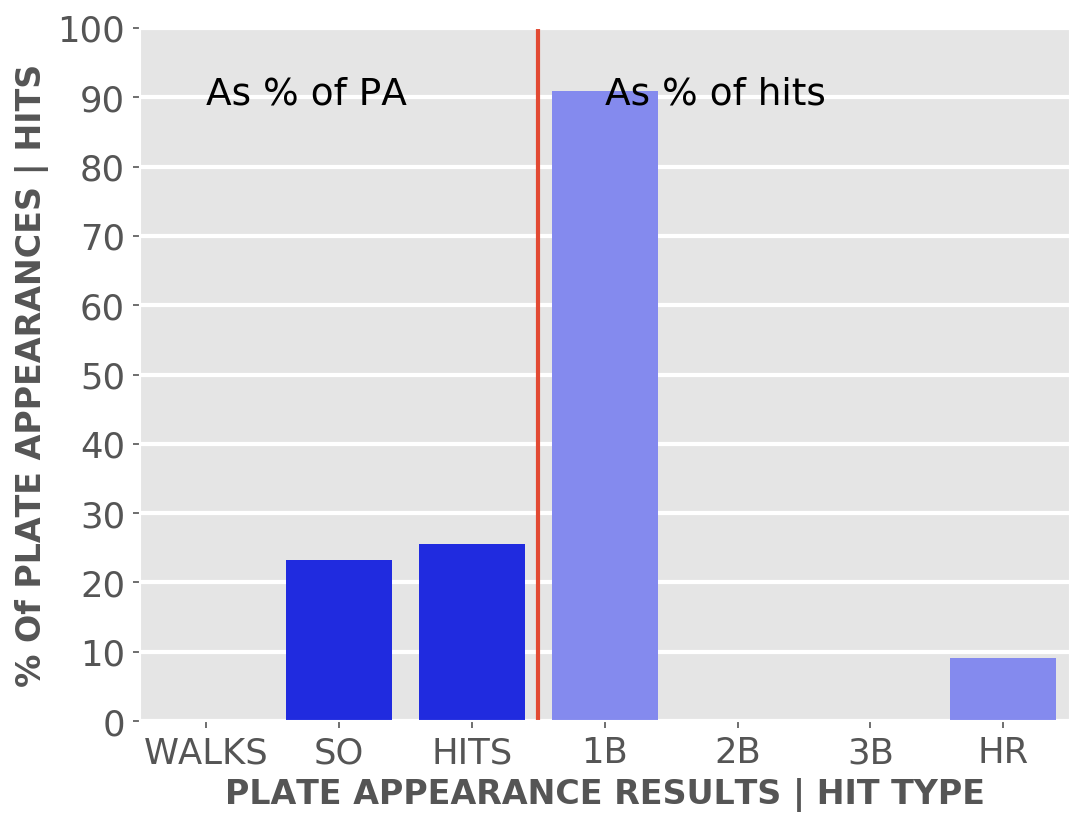 100
90
80
70
60
50
40
30
20
10
0
% Of PLATE APPEARANCES | HITS
As % of PA
As % of hits
WALKS SO HITS 1B 2B 3B HR
PLATE APPEARANCE RESULTS | HIT TYPE